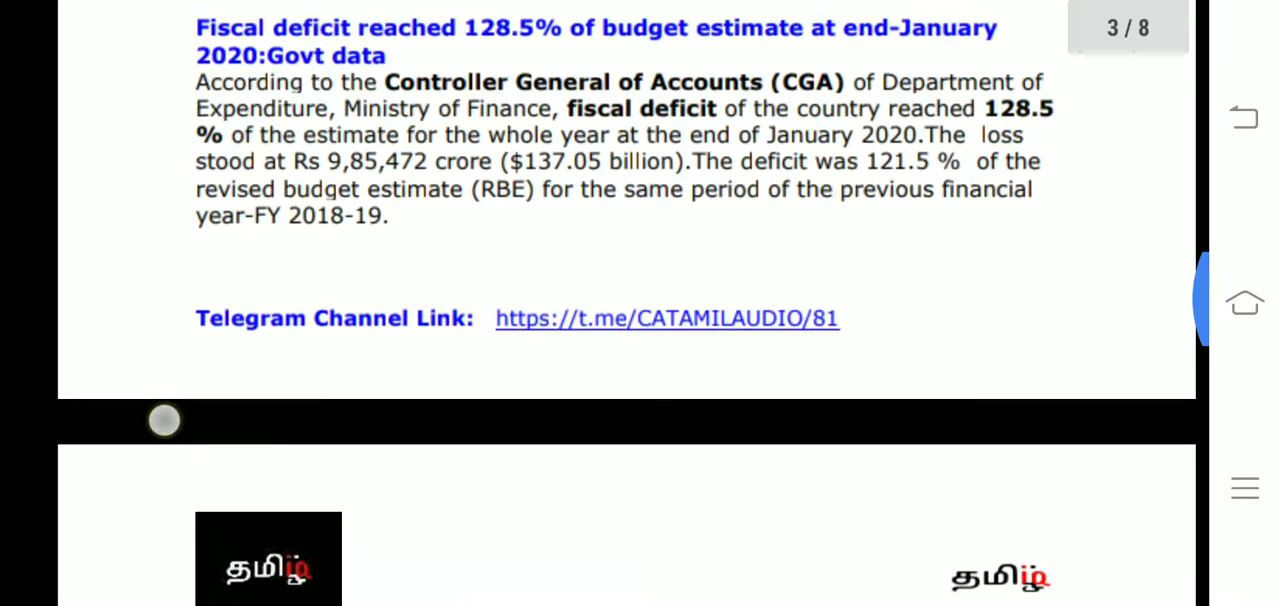 Fiscal deficit reached 128.5% of budget estimate at end-January
3 / 8
2020:Govt data
According to the Controller General of Accounts (CGA) of Department of
Expenditure, Ministry of Finance, fiscal deficit of the country reached 128.5
% of the estimate for the whole year at the end of January 2020.The loss
stood at Rs 9,85,472 crore ($137.05 billion).The deficit was 121.5 % of the
revised budget estimate (RBE) for the same period of the previous financial
year-FY 2018-19.
Telegram Channel Link: https://t.me/CATAMILAUDIO/81
தமிழ்
தமிழ்